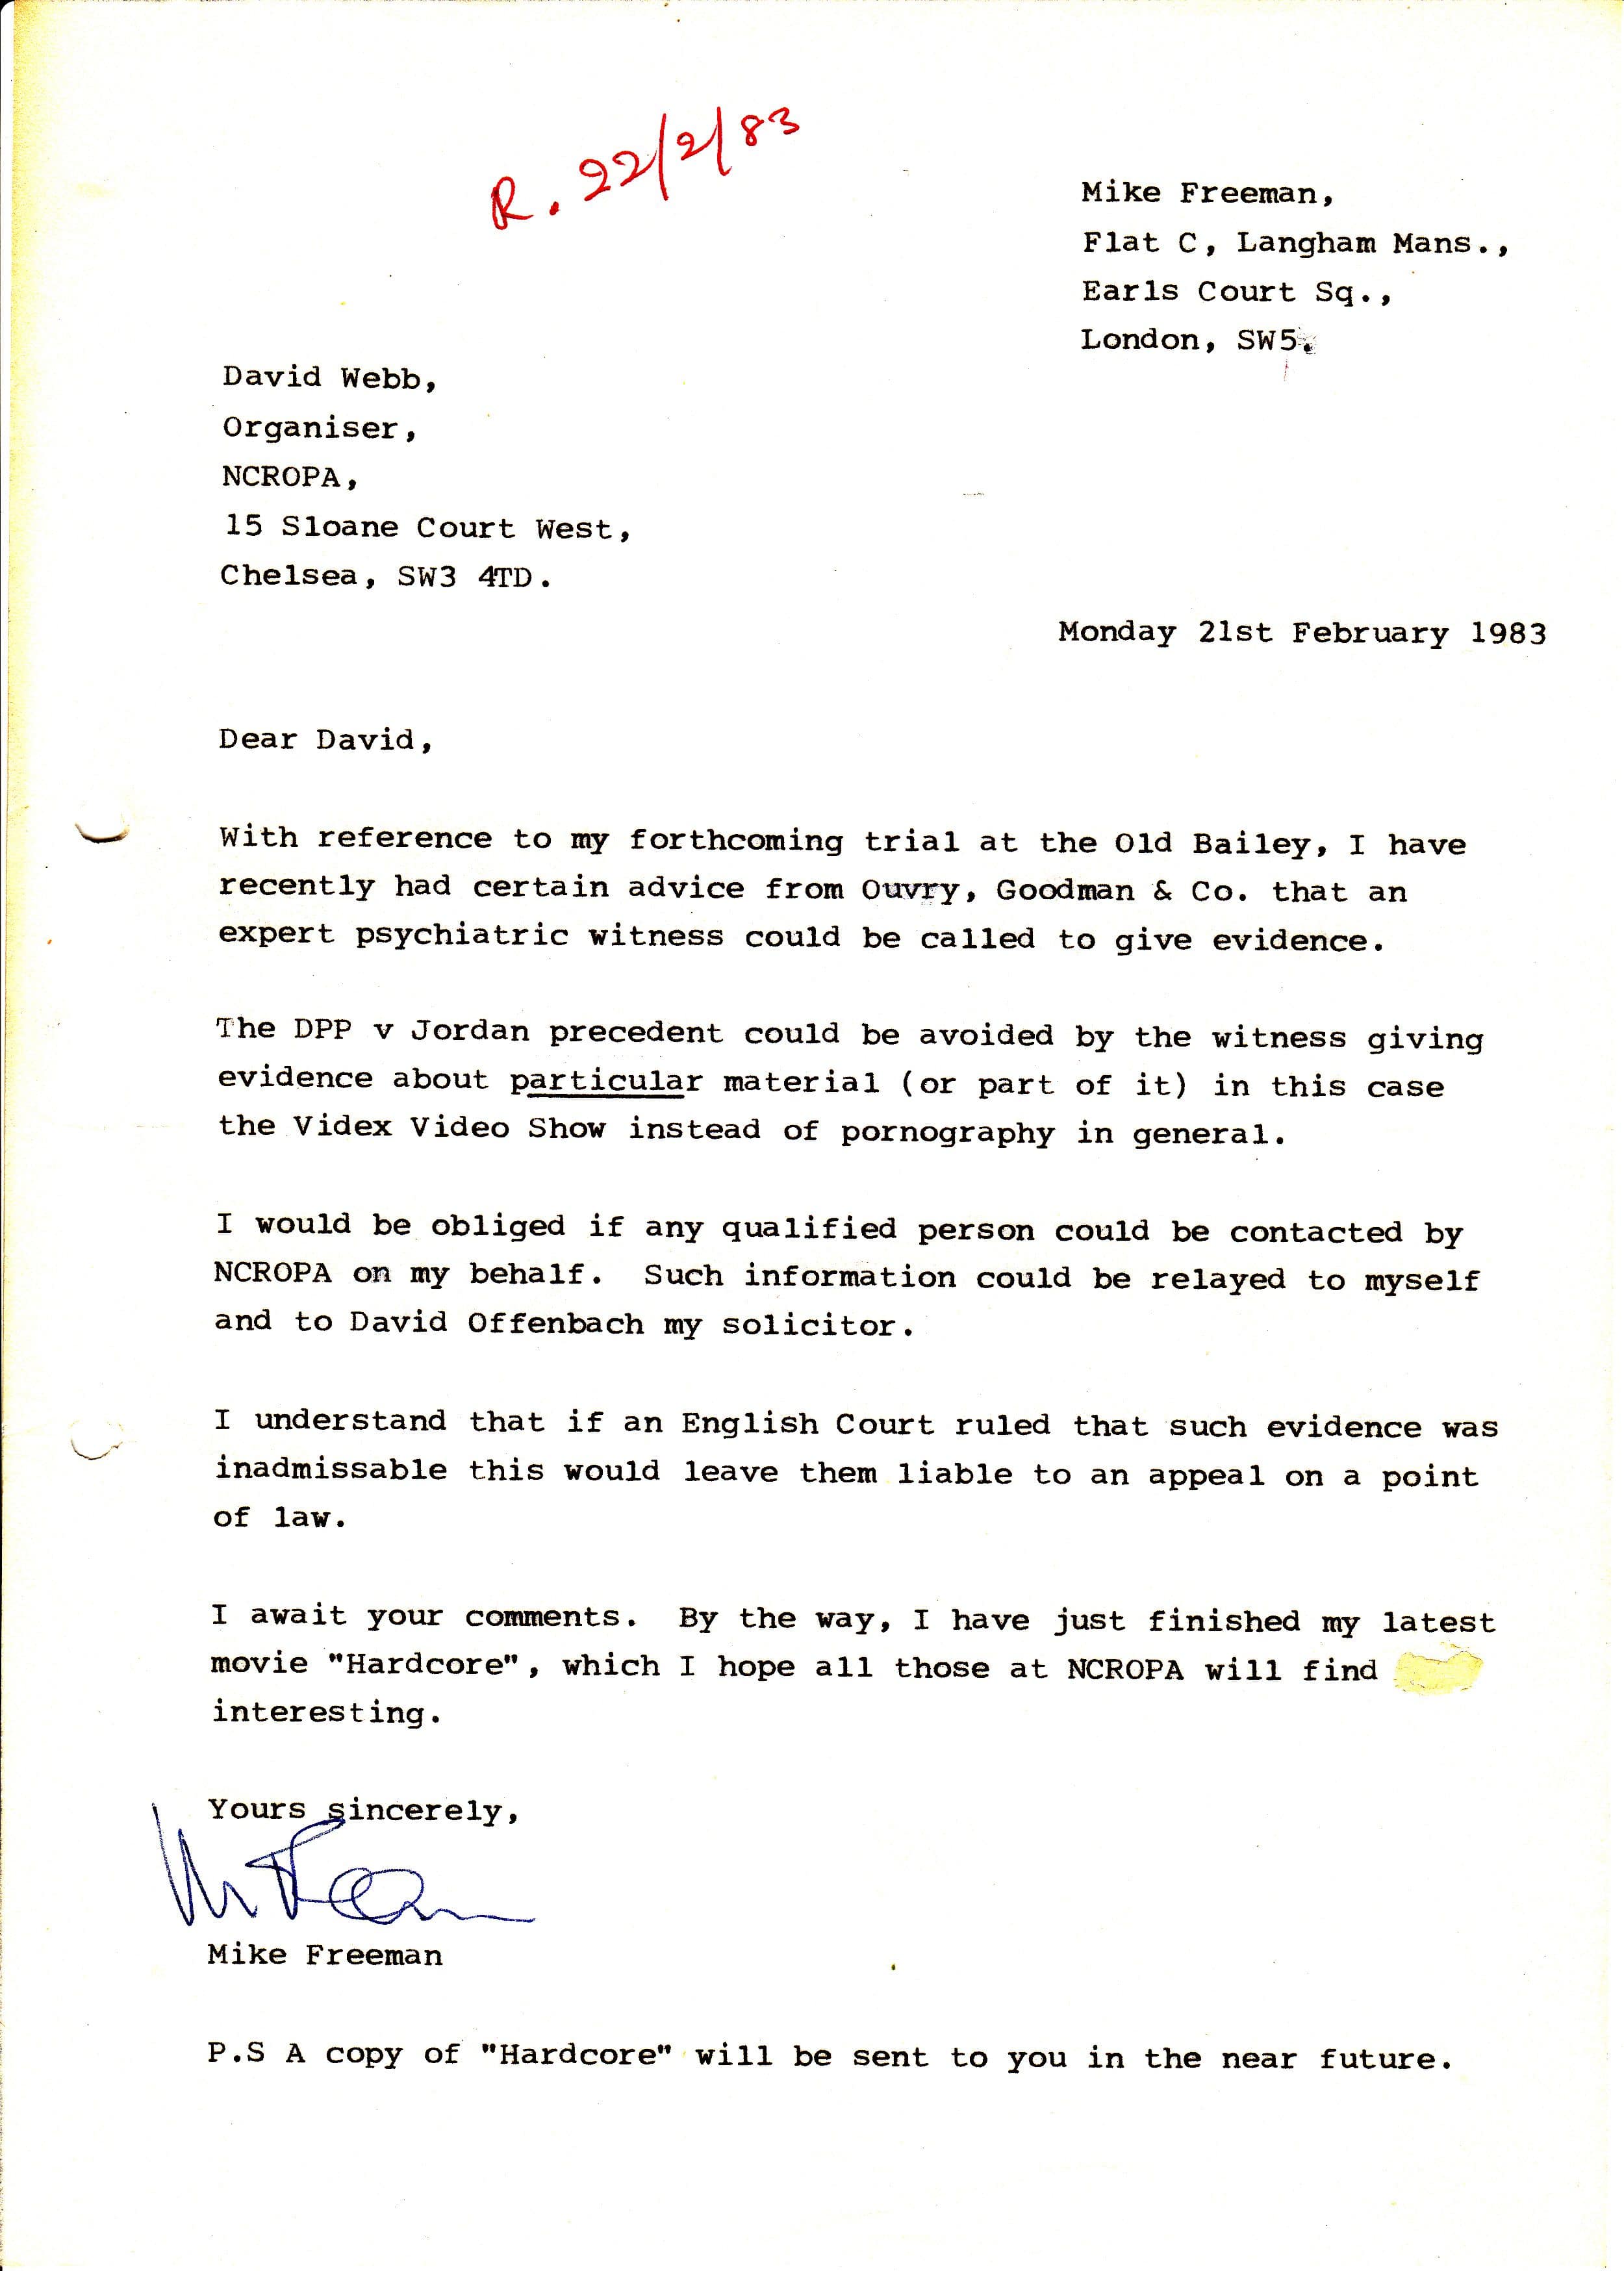 R. 22/2/83
Mike Freeman,
Flat C, Langham Mans.,
Earls Court Sq.,
London, SW5.
David Webb,
Organiser,
NCROPA,
15 Sloane Court West,
Chelsea, SW3 4TD.
Monday 21st February 1983
Dear David,
With reference to my forthcoming trial at the Old Bailey, I have
recently had certain advice from Ouvry, Goodman & Co. that an
expert psychiatric witness could be called to give evidence.
The DPP v Jordan precedent could be avoided by the witness giving
evidence about particular material (or part of it) in this case
the Videx Video Show instead of pornography in general.
I would be obliged if any qualified person could be contacted by
NCROPA on my behalf. Such information could be relayed to myself
and to David Offenbach my solicitor.
I understand that if an English Court ruled that such evidence was
inadmissable this would leave them liable to an appeal on a point
of law.
I await your comments. By the way, I have just finished my latest
movie "Hardcore", which I hope all those at NCROPA will find
interesting.
Yours sincerely,
Mike Freeman
P.S A copy of "Hardcore" will be sent to you in the near future.